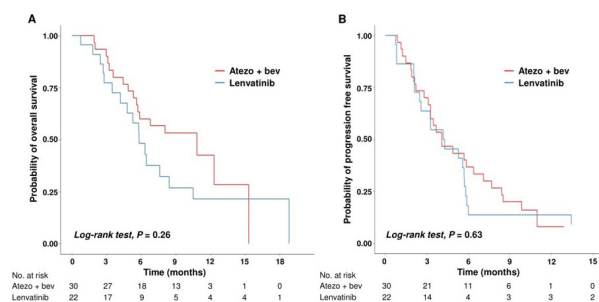 A
Probability of overall survival
1.00
0.75
0.50
0.25
0.00
Atezo + bev
Lenvatinib
Log-rank test, P = 0.26
0 3 6 9 12 15 18
Time (months)
No. at risk
Atezo + bev 30 27 18 13 3 1 0
Lenvatinib 22 17 9 5 4 4 1
B
Probability of progression free survival
1.00
0.75
0.50
0.25
0.00
Atezo + bev
Lenvatinib
Log-rank test, P = 0.63
0 3 6 9 12 15
Time (months)
No. at risk
Atezo + bev 30 21 11 6 1 0
Lenvatinib 22 14 4 3 3 2